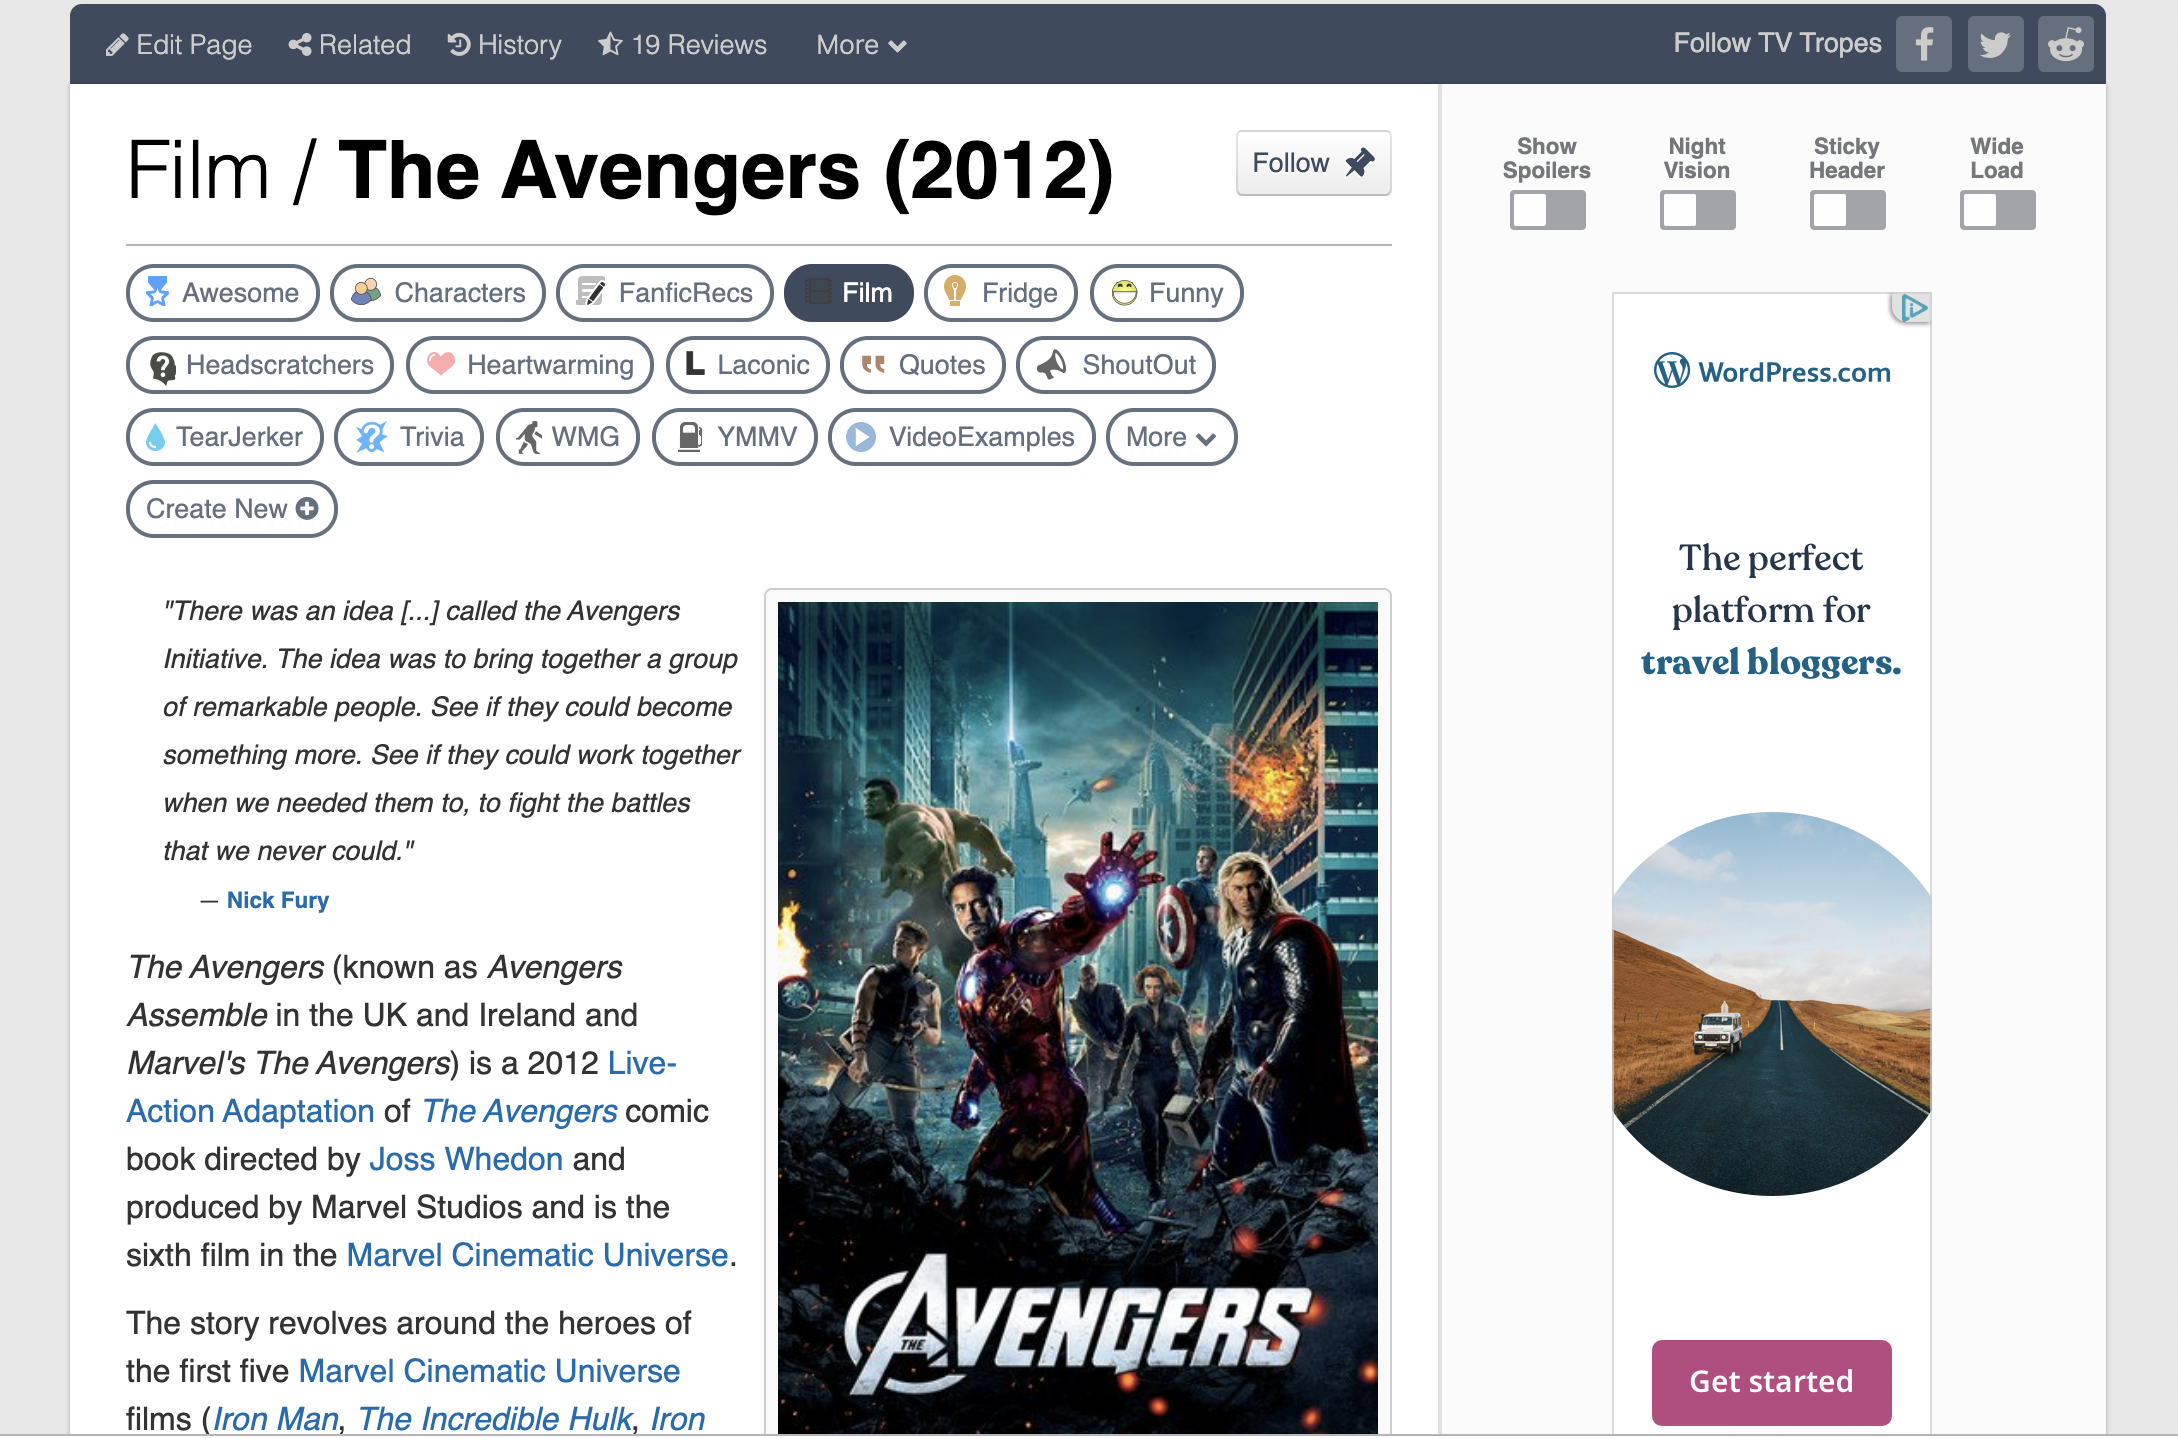 Edit Page Related History 19 Reviews More Follow TV Tropes
Film / The Avengers (2012)
Follow
Show Spoilers
Night Vision
Sticky Header
Wide Load
Awesome Characters FanficRecs Film Fridge Funny
Headscratchers Heartwarming L Laconic Quotes ShoutOut
TearJerker Trivia WMG YMMV VideoExamples More
Create New
"There was an idea [...] called the Avengers
Initiative. The idea was to bring together a group
of remarkable people. See if they could become
something more. See if they could work together
when we needed them to, to fight the battles
that we never could."
— Nick Fury
The Avengers (known as Avengers
Assemble in the UK and Ireland and
Marvel's The Avengers) is a 2012 Live-
Action Adaptation of The Avengers comic
book directed by Joss Whedon and
produced by Marvel Studios and is the
sixth film in the Marvel Cinematic Universe.
The story revolves around the heroes of
the first five Marvel Cinematic Universe
films (Iron Man, The Incredible Hulk, Iron
THE AVENGERS
WordPress.com
The perfect
platform for
travel bloggers.
Get started